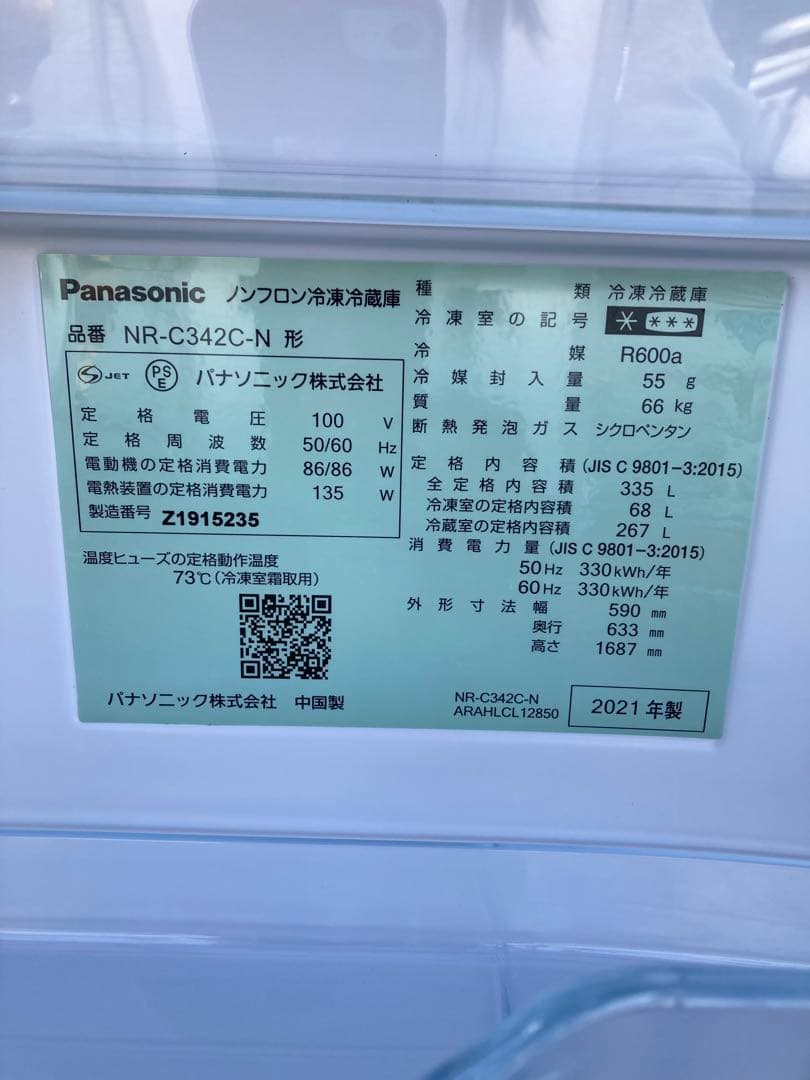 Panasonic ノンフロン冷凍冷蔵庫
品番 NR-C342C-N 形
S JET PS E パナソニック株式会社
定格電圧 100 V
定格周波数 50/60 Hz
電動機の定格消費電力 86/86 W
電熱装置の定格消費電力 135 W
製造番号 Z1915235
温度ヒューズの定格動作温度
73℃(冷凍室霜取用)
パナソニック株式会社 中国製
種類 冷凍冷蔵庫
冷凍室の記号 * ***
冷媒 R600a
冷媒封入量 55 g
質量 66 kg
断熱発泡ガス シクロペンタン
定格内容積(JIS C 9801-3:2015)
全定格内容積 335 L
冷凍室の定格内容積 68 L
冷蔵室の定格内容積 267 L
消費電力量(JIS C 9801-3:2015)
50Hz 330kWh/年
60Hz 330kWh/年
外形寸法 幅 590 mm
奥行 633 mm
高さ 1687 mm
NR-C342C-N
ARAHLCL12850
2021 年製